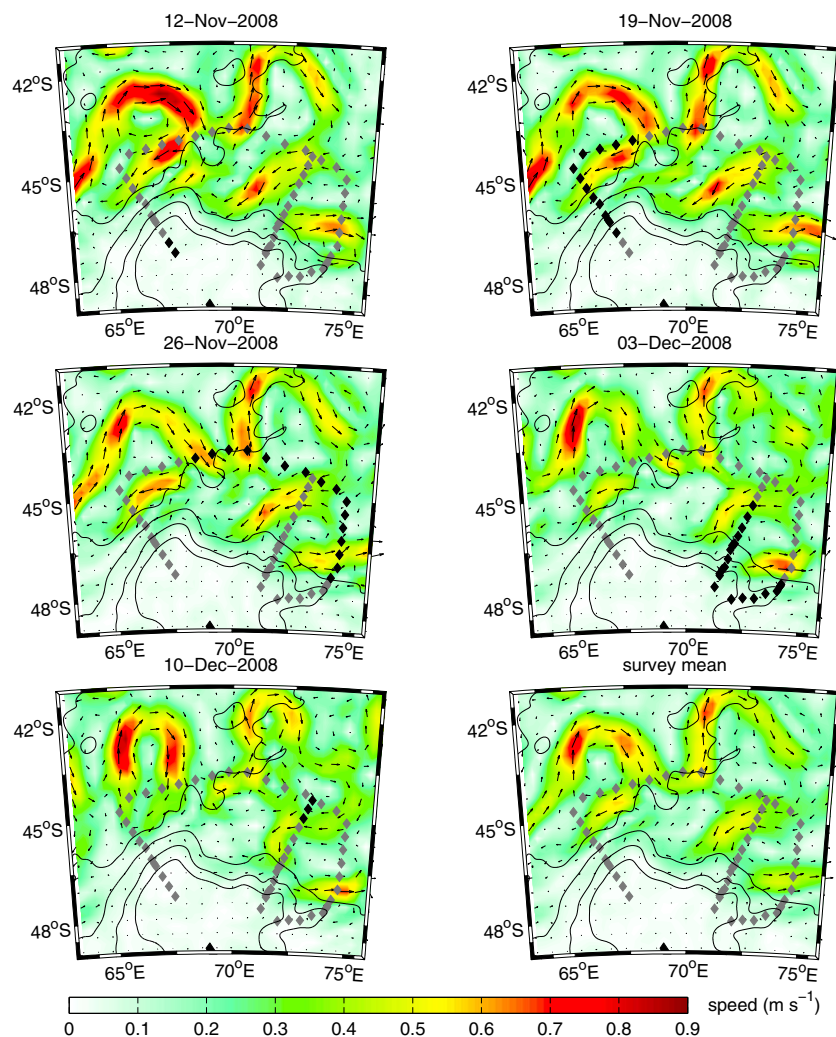 12−Nov−2008 19−Nov−2008
42°S 42°S
45°S 45°S
48°S 48°S
65°E 70°E 75°E 65°E 70°E 75°E
26−Nov−2008 03−Dec−2008
42°S 42°S
45°S 45°S
48°S 48°S
65°E 70°E 75°E 65°E 70°E 75°E
10−Dec−2008 survey mean
42°S 42°S
45°S 45°S
48°S 48°S
65°E 70°E 75°E 65°E 70°E 75°E
speed (m s⁻¹)
0 0.1 0.2 0.3 0.4 0.5 0.6 0.7 0.8 0.9